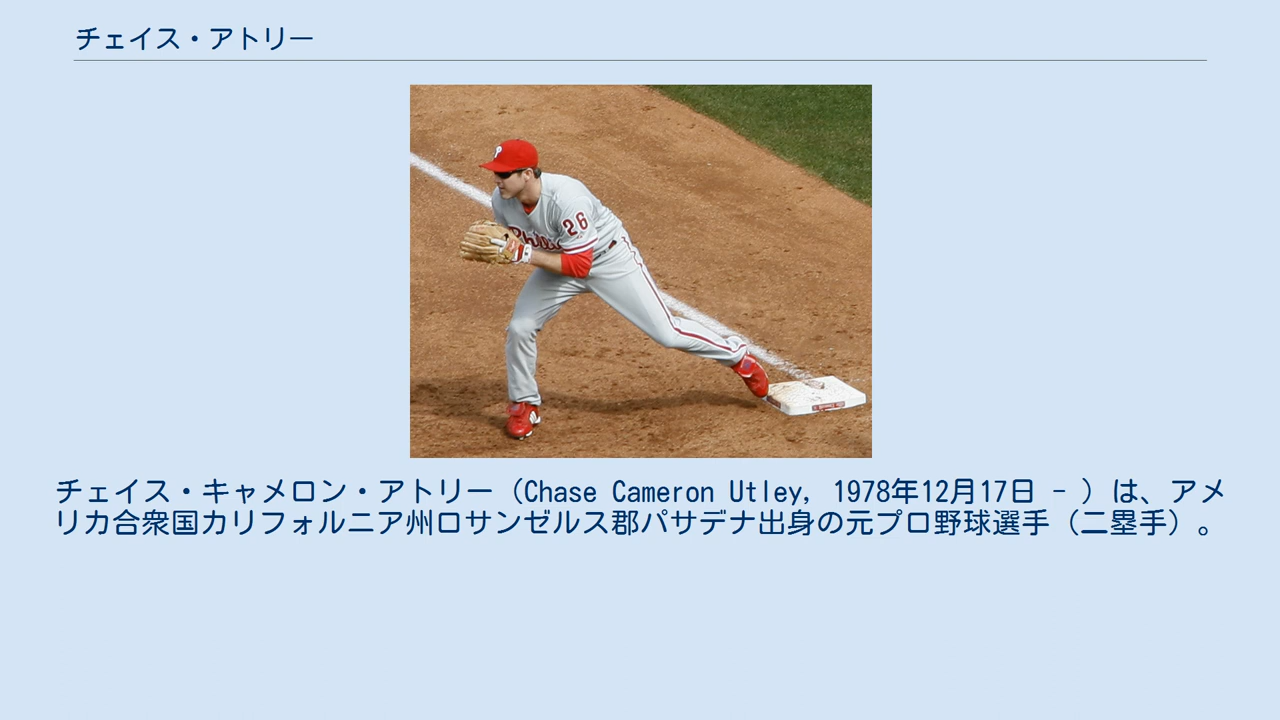 チェイス・アトリー
P
26
Phillies
チェイス・キャメロン・アトリー（Chase Cameron Utley, 1978年12月17日 - ）は、アメ
リカ合衆国カリフォルニア州ロサンゼルス郡パサデナ出身の元プロ野球選手（二塁手）。